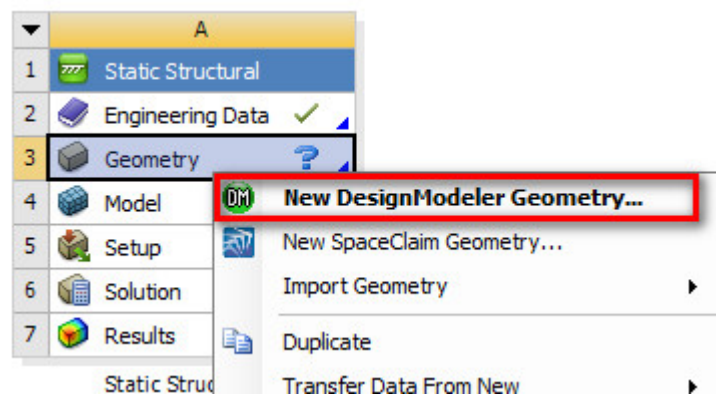 A
1 Static Structural
2 Engineering Data
3 Geometry ?
4 Model
5 Setup
6 Solution
7 Results
Static Struc
DM New DesignModeler Geometry...
New SpaceClaim Geometry...
Import Geometry
Duplicate
Transfer Data From New